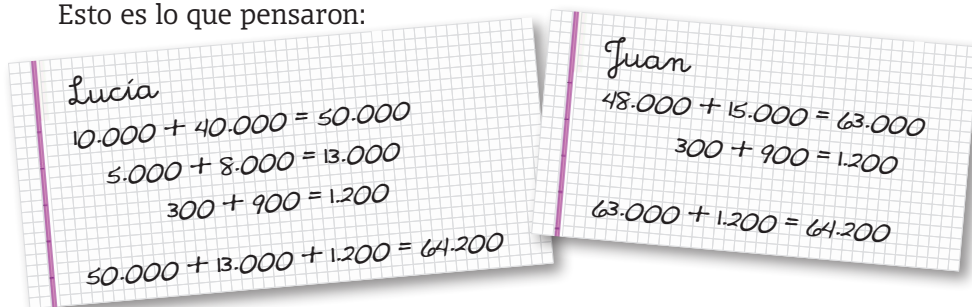 Esto es lo que pensaron:
Lucía
10.000 + 40.000 = 50.000
5.000 + 8.000 = 13.000
300 + 900 = 1.200
50.000 + 13.000 + 1.200 = 64.200
Juan
48.000 + 15.000 = 63.000
300 + 900 = 1.200
63.000 + 1.200 = 64.200